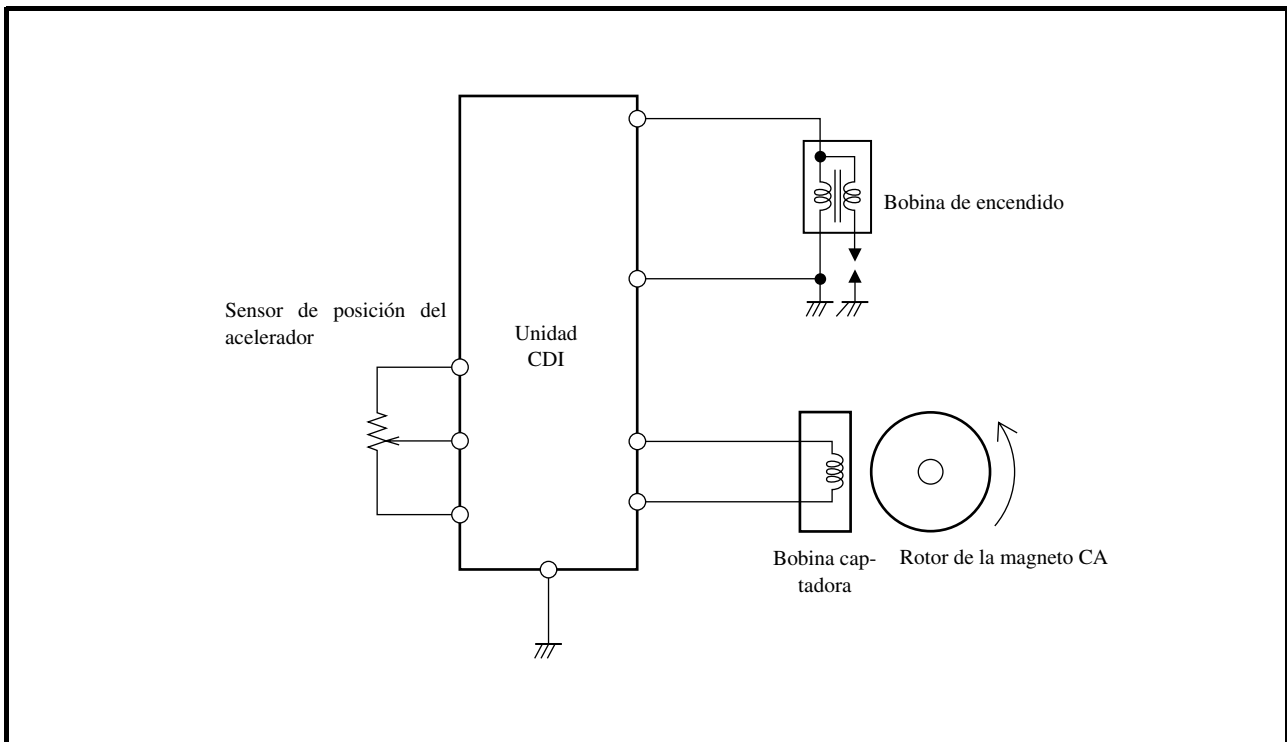 Bobina de encendido
Sensor de posición del
acelerador
Unidad
CDI
Bobina cap-
tadora
Rotor de la magneto CA